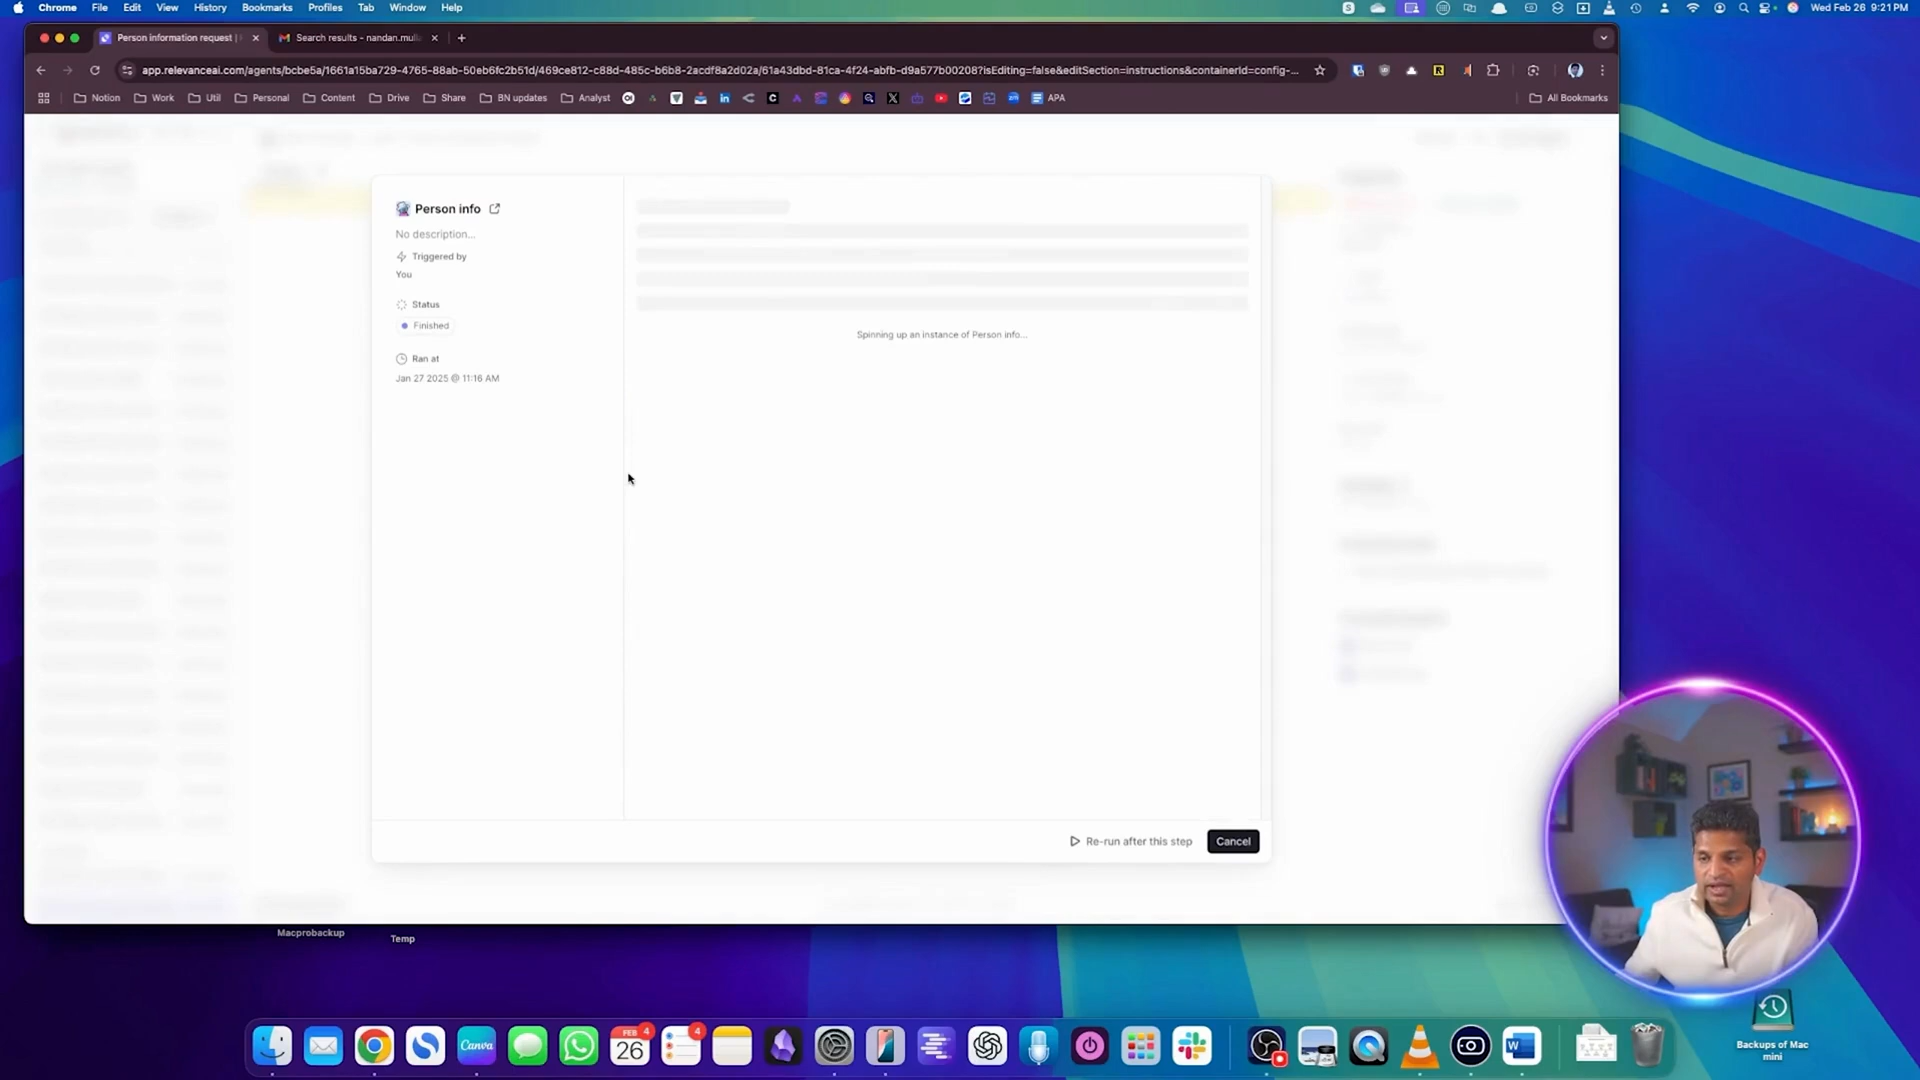 Chrome File Edit View History Bookmarks Profiles Tab Window Help Wed Feb 26 9:21 PM
Person information request | Search results - nandan.mul
app.relevanceai.com/agents/bcbe5a/1661a15ba729-4765-88ab-50eb6fc2b51d/469ce812-c88d-485c-b6b8-2acdf8a2d02a/61a43dbd-81ca-4f24-abfb-d9a577b00208?isEditing=false&editSection=instructions&containerId=config-...
Notion Work Util Personal Content Drive Share BN updates Analyst APA All Bookmarks
Person info
No description...
Triggered by
You
Status
Finished
Ran at
Jan 27 2025 @ 11:16 AM
Spinning up an instance of Person info...
Re-run after this step Cancel
Macprobackup
Temp
FEB 4 4
26
Canva
Backups of Mac
mini